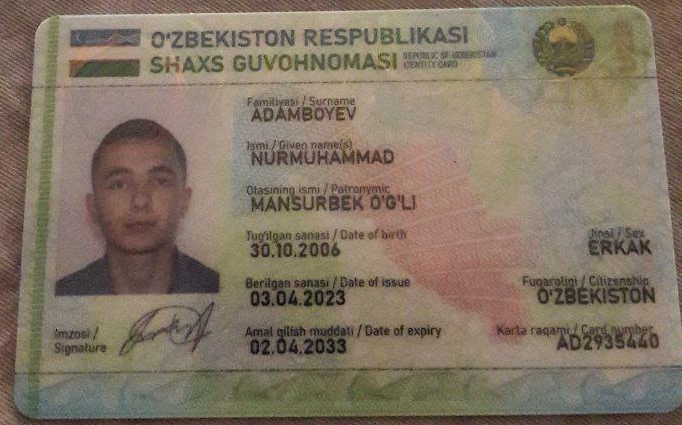 O'ZBEKISTON RESPUBLIKASI
SHAXS GUVOHNOMASI
REPUBLIC OF UZBEKISTAN
IDENTITY CARD
Familiyasi / Surname
ADAMBOYEV
Ismi / Given name(s)
NURMUHAMMAD
Otasining ismi / Patronymic
MANSURBEK O'G'LI
Tug'ilgan sanasi / Date of birth
30.10.2006
Jinsi / Sex
ERKAK
Berilgan sanasi / Date of issue
03.04.2023
Fuqaroligi / Citizenship
O'ZBEKISTON
Imzosi /
Signature
Amal qilish muddati / Date of expiry
02.04.2033
Karta raqami / Card number
AD2935440